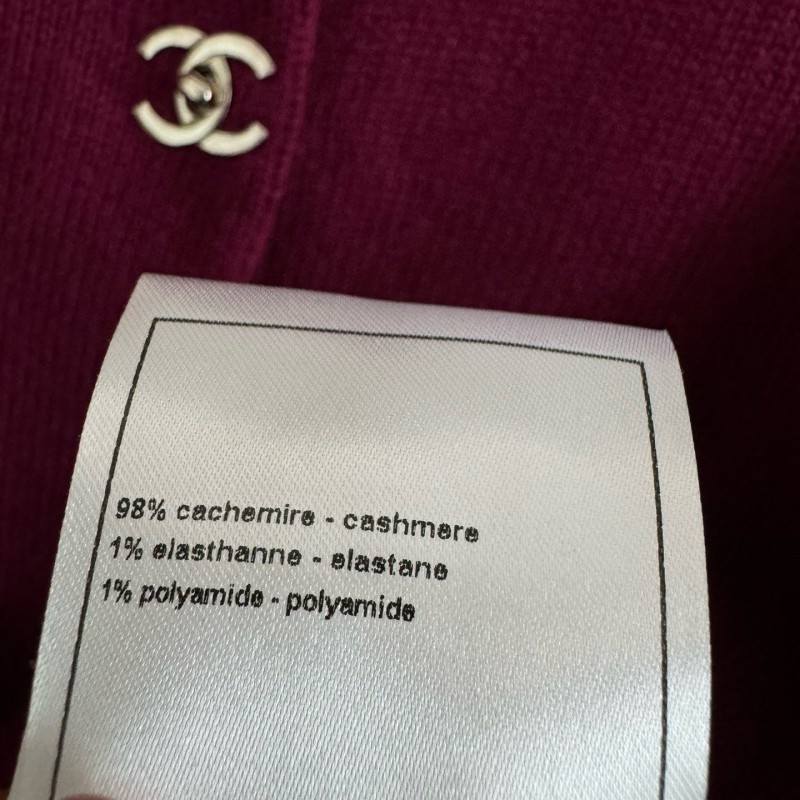 98% cachemire - cashmere
1% elasthanne - elastane
1% polyamide - polyamide